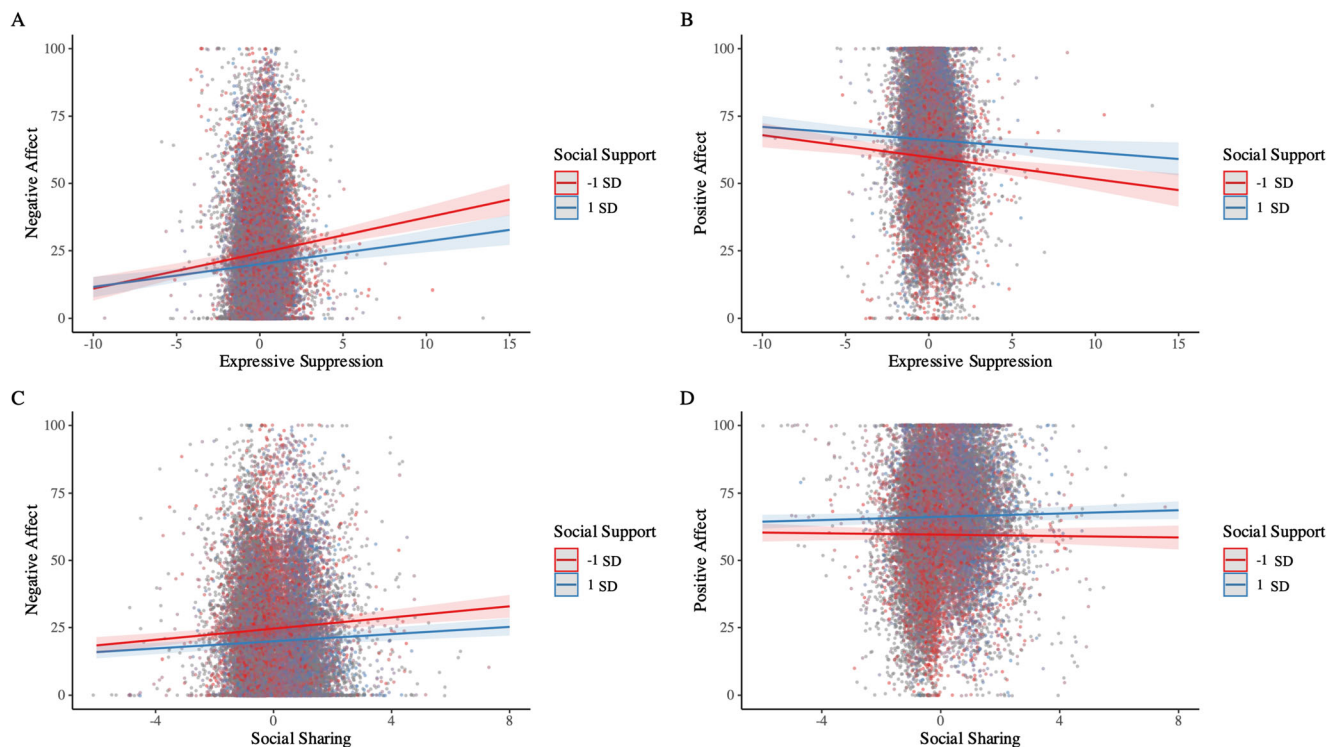 A
100
75
50
25
0
Negative Affect
-10
-5
0
5
10
15
Expressive Suppression
Social Support
-1 SD
1 SD
B
100
75
50
25
0
Positive Affect
-10
-5
0
5
10
15
Expressive Suppression
Social Support
-1 SD
1 SD
C
100
75
50
25
0
Negative Affect
-4
0
4
8
Social Sharing
Social Support
-1 SD
1 SD
D
100
75
50
25
0
Positive Affect
-4
0
4
8
Social Sharing
Social Support
-1 SD
1 SD